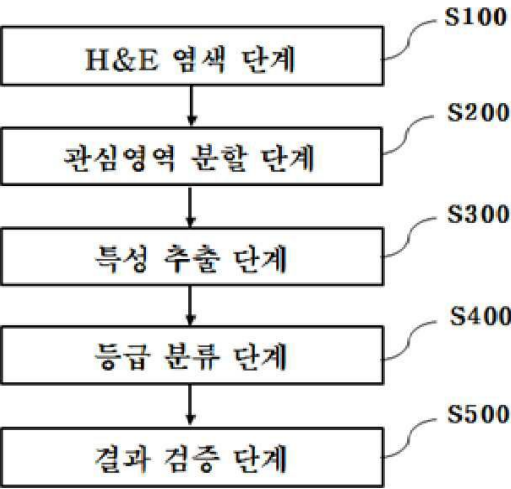 S100
H&E 염색 단계
S200
관심영역 분할 단계
S300
특성 추출 단계
S400
등급 분류 단계
S500
결과 검증 단계